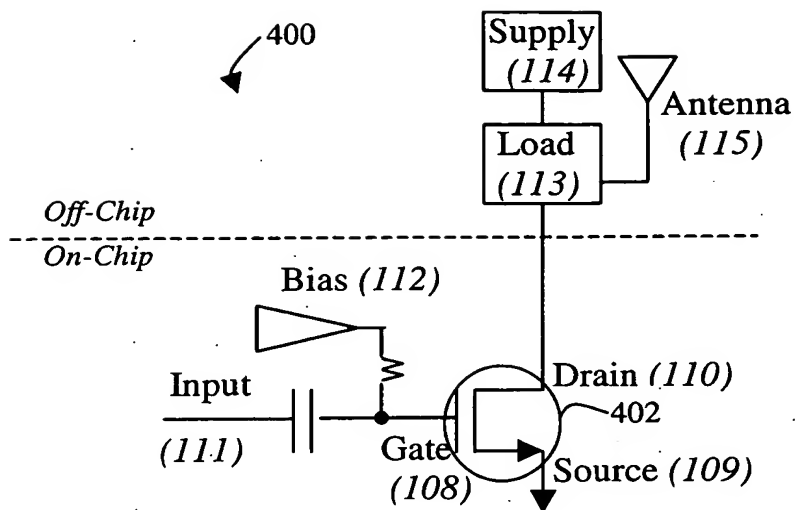 400
Supply
(114)
Antenna
(115)
Load
(113)
Off-Chip
On-Chip
Bias (112)
Input
(111)
Drain (110)
402
Gate
(108)
Source (109)